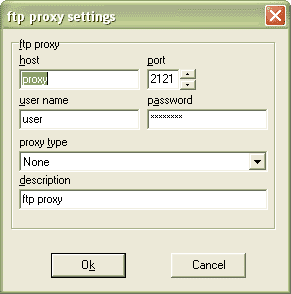 ftp proxy settings
ftp proxy
host port
proxy 2121
user name password
user ********
proxy type
None
description
ftp proxy
Ok Cancel